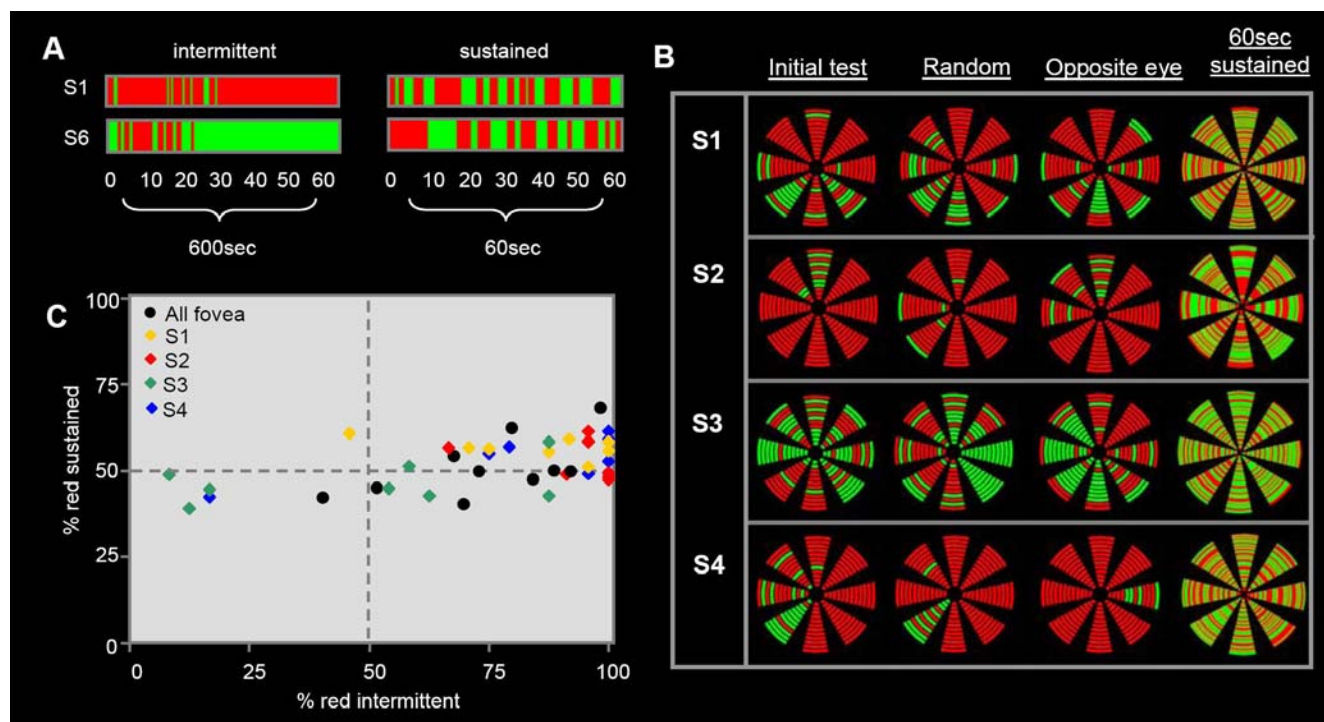 A
intermittent sustained
S1
S6
0 10 20 30 40 50 60 0 10 20 30 40 50 60
600sec 60sec
B
Initial test Random Opposite eye 60sec sustained
S1
S2
S3
S4
C
All fovea
S1
S2
S3
S4
% red sustained
100
75
50
25
0
0 25 50 75 100
% red intermittent